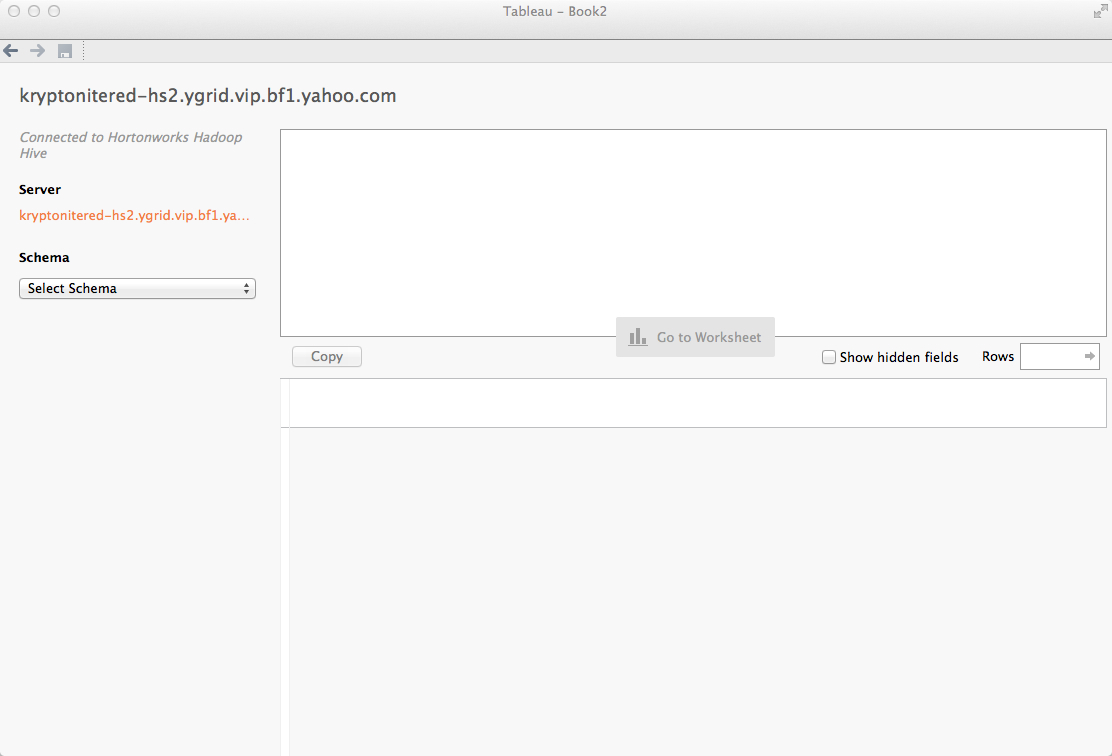 Tableau - Book2
kryptonitered-hs2.ygrid.vip.bf1.yahoo.com
Connected to Hortonworks Hadoop
Hive
Server
kryptonitered-hs2.ygrid.vip.bf1.ya...
Schema
Select Schema
Go to Worksheet
Copy
Show hidden fields
Rows